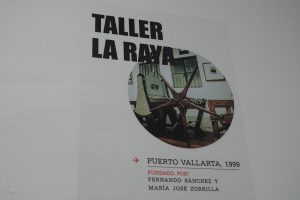 TALLER
LA RAYA
PUERTO VALLARTA, 1999
FUNDADO POR:
FERNANDO SÁNCHEZ Y
MARÍA JOSÉ ZORRILLA